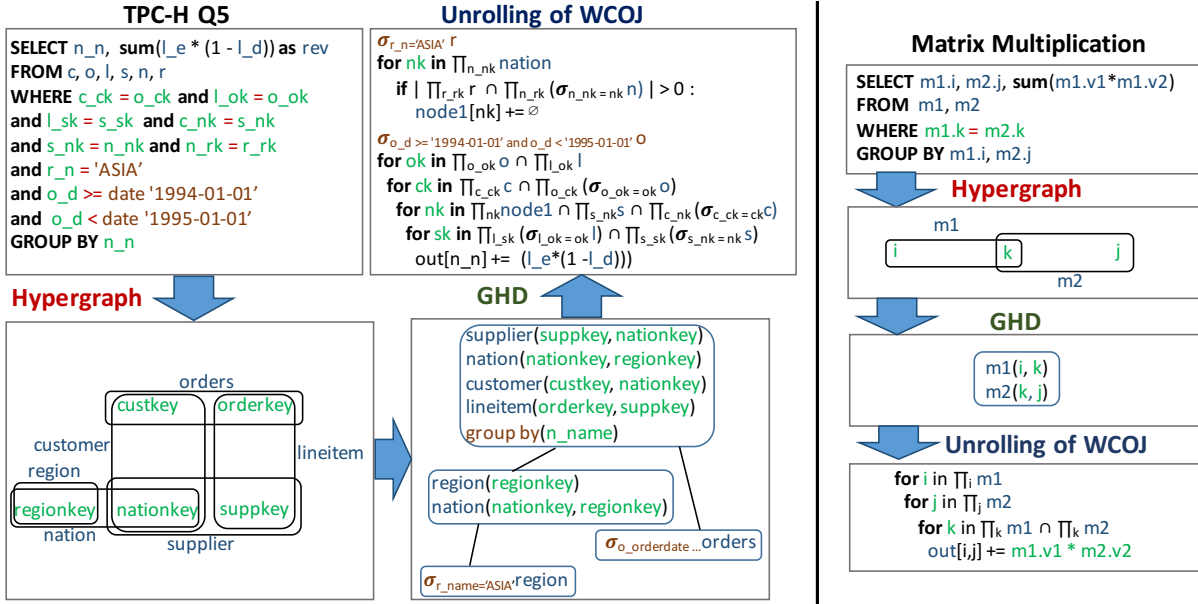 TPC-H Q5
SELECT n_n, sum(l_e * (1 - l_d)) as rev
FROM c, o, l, s, n, r
WHERE c_ck = o_ck and l_ok = o_ok
and l_sk = s_sk and c_nk = s_nk
and s_nk = n_nk and n_rk = r_rk
and r_n = 'ASIA'
and o_d >= date '1994-01-01'
and o_d < date '1995-01-01'
GROUP BY n_n
Unrolling of WCOJ
σr_n='ASIA' r
for nk in ∏n_nk nation
if | ∏r_rk r ∩ ∏n_rk (σn_nk = nk n) | > 0 :
node1[nk] += ∅
σo_d >= '1994-01-01' and o_d < '1995-01-01' o
for ok in ∏o_ok o ∩ ∏l_ok l
for ck in ∏c_ck c ∩ ∏o_ck (σo_ok = ok o)
for nk in ∏nk node1 ∩ ∏s_nk s ∩ ∏c_nk (σc_ck = ck c)
for sk in ∏l_sk (σl_ok = ok l) ∩ ∏s_sk (σs_nk = nk s)
out[n_n] += (l_e*(1 -l_d)))
Hypergraph
GHD
orders
custkey orderkey
customer
lineitem
region
regionkey nationkey suppkey
nation
supplier
supplier(suppkey, nationkey)
nation(nationkey, regionkey)
customer(custkey, nationkey)
lineitem(orderkey, suppkey)
group by(n_name)
region(regionkey)
nation(nationkey, regionkey)
σo_orderdate ... orders
σr_name='ASIA' region
Matrix Multiplication
SELECT m1.i, m2.j, sum(m1.v1*m1.v2)
FROM m1, m2
WHERE m1.k = m2.k
GROUP BY m1.i, m2.j
Hypergraph
m1
i k j
m2
GHD
m1(i, k)
m2(k, j)
Unrolling of WCOJ
for i in ∏i m1
for j in ∏j m2
for k in ∏k m1 ∩ ∏k m2
out[i,j] += m1.v1 * m2.v2